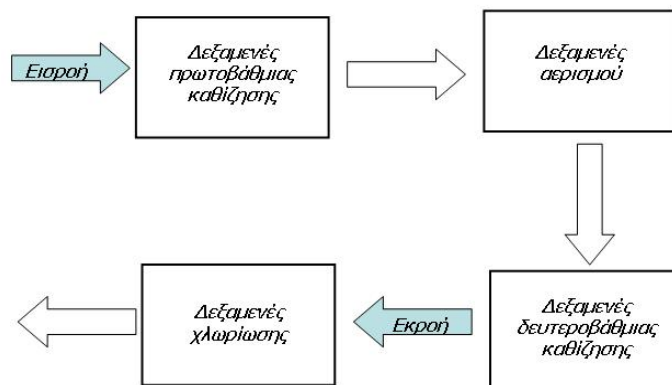 Εισροή
Δεξαμενές
πρωτοβάθμιας
καθίζησης
Δεξαμενές
αερισμού
Δεξαμενές
χλωρίωσης
Εκροή
Δεξαμενές
δευτεροβάθμιας
καθίζησης